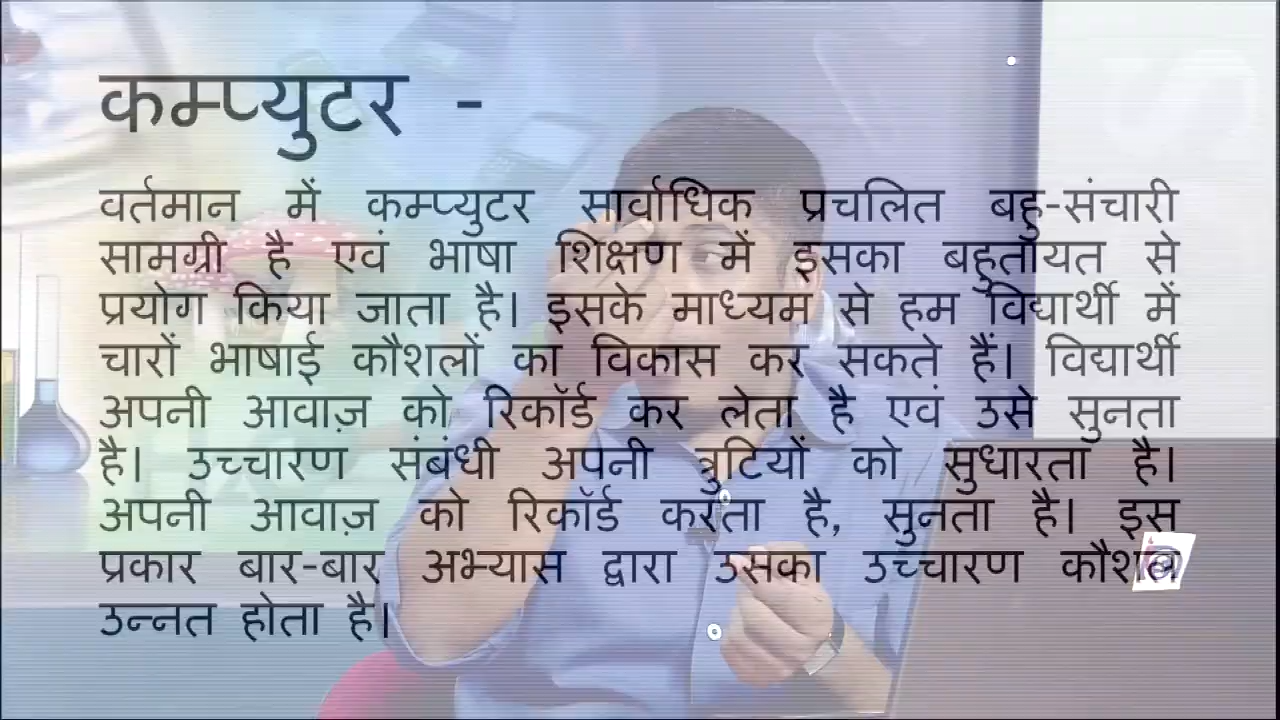 कम्प्युटर -
वर्तमान में कम्प्युटर सार्वाधिक प्रचलित बहु-संचारी
सामग्री है एवं भाषा शिक्षण में इसका बहुतायत से
प्रयोग किया जाता है। इसके माध्यम से हम विद्यार्थी में
चारों भाषाई कौशलों का विकास कर सकते हैं। विद्यार्थी
अपनी आवाज़ को रिकॉर्ड कर लेता है एवं उसे सुनता
है। उच्चारण संबंधी अपनी त्रुटियों को सुधारता है।
अपनी आवाज़ को रिकॉर्ड करता है, सुनता है। इस
प्रकार बार-बार अभ्यास द्वारा उसका उच्चारण कौशल
उन्नत होता है।